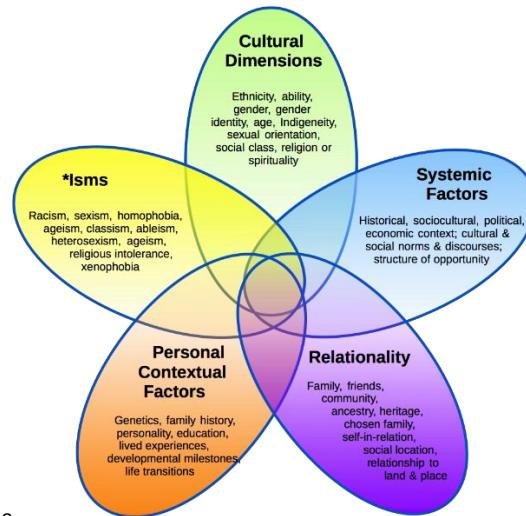 Cultural
Dimensions
Ethnicity, ability,
gender, gender
identity, age, Indigeneity,
sexual orientation,
social class, religion or
spirituality
*Isms
Racism, sexism, homophobia,
ageism, classism, ableism,
heterosexism, ageism,
religious intolerance,
xenophobia
Systemic
Factors
Historical, sociocultural, political,
economic context; cultural &
social norms & discourses;
structure of opportunity
Personal
Contextual
Factors
Genetics, family history,
personality, education,
lived experiences,
developmental milestones,
life transitions
Relationality
Family, friends,
community,
ancestry, heritage,
chosen family,
self-in-relation,
social location,
relationship to
land & place